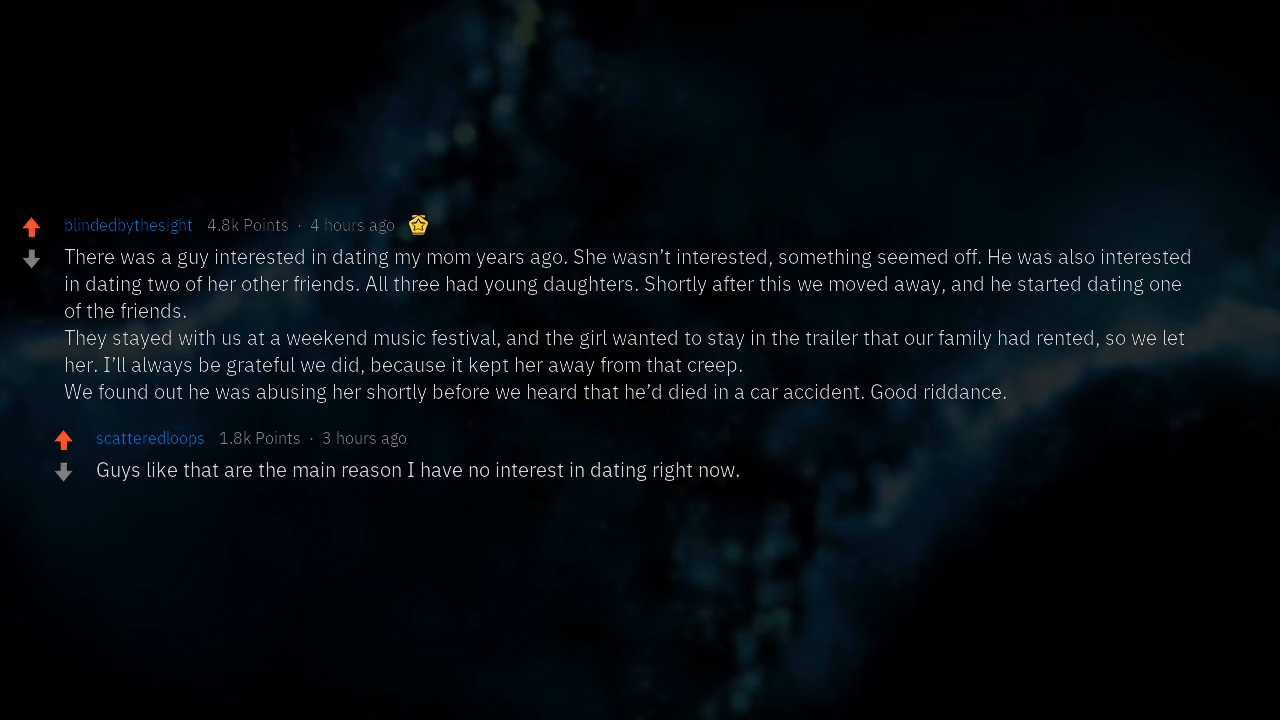 blindedbythesight 4.8k Points · 4 hours ago
There was a guy interested in dating my mom years ago. She wasn’t interested, something seemed off. He was also interested
in dating two of her other friends. All three had young daughters. Shortly after this we moved away, and he started dating one
of the friends.
They stayed with us at a weekend music festival, and the girl wanted to stay in the trailer that our family had rented, so we let
her. I’ll always be grateful we did, because it kept her away from that creep.
We found out he was abusing her shortly before we heard that he’d died in a car accident. Good riddance.
scatteredloops 1.8k Points · 3 hours ago
Guys like that are the main reason I have no interest in dating right now.